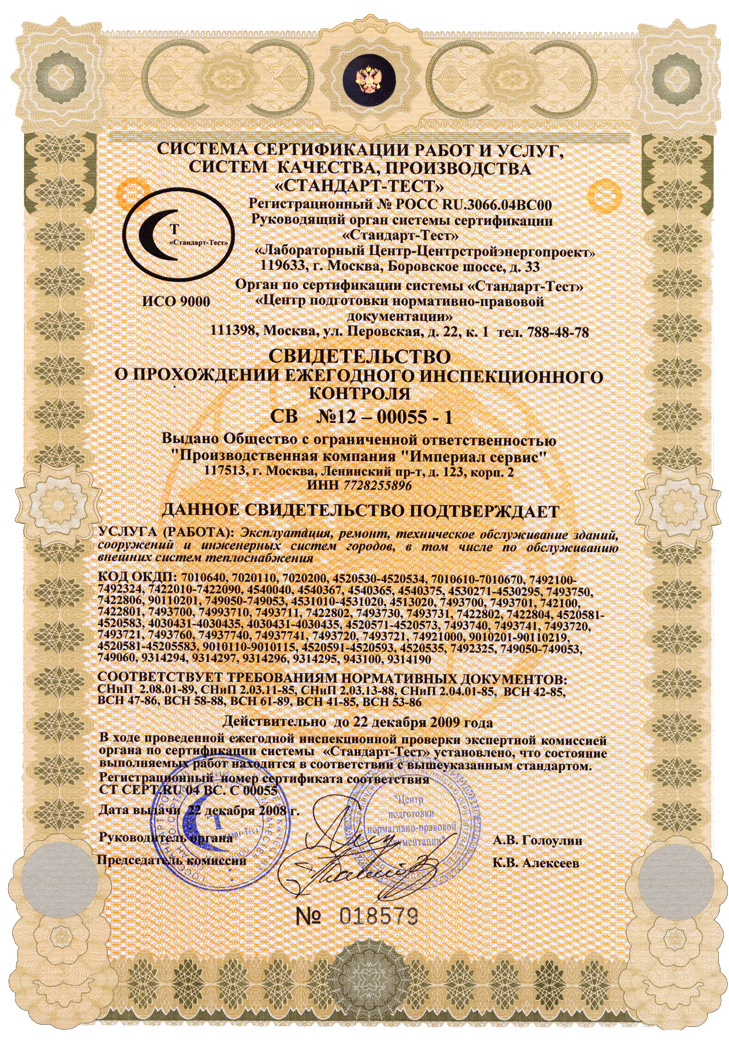 СИСТЕМА СЕРТИФИКАЦИИ РАБОТ И УСЛУГ,
СИСТЕМ КАЧЕСТВА, ПРОИЗВОДСТВА
«СТАНДАРТ-ТЕСТ»
Регистрационный № РОСС RU.3066.04ВС00
Руководящий орган системы сертификации
«Стандарт-Тест»
«Лабораторный Центр-Центрстройэнергопроект»
119633, г. Москва, Боровское шоссе, д. 33
Т
«Стандарт-Тест»
Орган по сертификации системы «Стандарт-Тест»
ИСО 9000
«Центр подготовки нормативно-правовой
документации»
111398, Москва, ул. Перовская, д. 22, к. 1 тел. 788-48-78
СВИДЕТЕЛЬСТВО
О ПРОХОЖДЕНИИ ЕЖЕГОДНОГО ИНСПЕКЦИОННОГО
КОНТРОЛЯ
СВ №12 – 00055 - 1
Выдано Общество с ограниченной ответственностью
"Производственная компания "Империал сервис"
117513, г. Москва, Ленинский пр-т, д. 123, корп. 2
ИНН 7728255896
ДАННОЕ СВИДЕТЕЛЬСТВО ПОДТВЕРЖДАЕТ
УСЛУГА (РАБОТА): Эксплуатация, ремонт, техническое обслуживание зданий,
сооружений и инженерных систем городов, в том числе по обслуживанию
внешних систем теплоснабжения
КОД ОКДП: 7010640, 7020110, 7020200, 4520530-4520534, 7010610-7010670, 7492100-
7492324, 7422010-7422090, 4540040, 4540367, 4540365, 4540375, 4530271-4530295, 7493750,
7422806, 90110201, 749050-749053, 4531010-4531020, 4513020, 7493700, 7493701, 742100,
7422801, 7493700, 74993710, 7493711, 7422802, 7493730, 7493731, 7422802, 7422804, 4520581-
4520583, 4030431-4030435, 4030431-4030435, 4520571-4520573, 7493740, 7493741, 7493720,
7493721, 7493760, 77493740, 77437741, 7493720, 7493721, 74921000, 9010201-90110219,
4520581-45205583, 9010110-9010115, 4520591-4520593, 4520535, 7492325, 749050-749053,
749060, 9314294, 9314297, 9314296, 9314295, 943100, 9314190
СООТВЕТСТВУЕТ ТРЕБОВАНИЯМ НОРМАТИВНЫХ ДОКУМЕНТОВ:
СНиП 2.08.01-89, СНиП 2.03.11-85, СНиП 2.03.13-88, СНиП 2.04.01-85, ВСН 42-85,
ВСН 47-86, ВСН 58-88, ВСН 61-89, ВСН 41-85, ВСН 53-86
Действительно до 22 декабря 2009 года
В ходе проведенной ежегодной инспекционной проверки экспертной комиссией
органа по сертификации системы «Стандарт-Тест» установлено, что состояние
выполняемых работ находится в соответствии с вышеуказанным стандартом.
Регистрационный номер сертификата соответствия
СТ СЕРТ.RU 04 ВС. С 00055
Дата выдачи 22 декабря 2008 г.
Центр
подготовки
нормативно-правовой
документации
Руководитель органа
А.В. Голоулин
Председатель комиссии
К.В. Алексеев
№ 018579